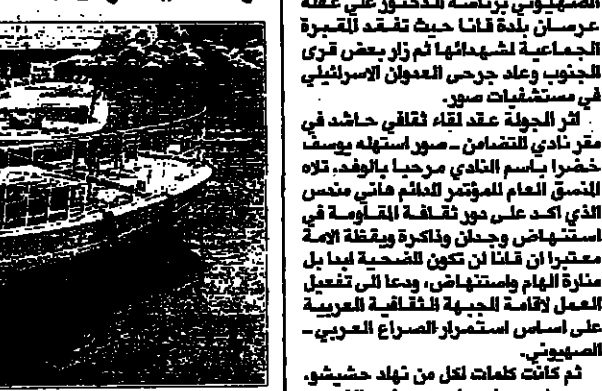 الصهيوني برئاسة الدكتور علي عقلة
عرسان بلدة قانا حيث تفقد المقبرة
الجماعية لشهدائها ثم زار بعض قرى
الجنوب وعاد جرحى العدوان الاسرائيلي
في مستشفيات صور.
اثر الجولة عقد لقاء ثقافي حاشد في
مقر نادي التضامن ــ صور استهله يوسف
خضرا باسم النادي مرحبا بالوفد، تلاه
المنسق العام للمؤتمر الدائم هاني مندس
الذي اكد على دور ثقافة المقاومة في
استنهاض وجدان وذاكرة ويقظة الامة
معتبرا ان قانا لن تكون الضحية ابدا بل
منارة الهام واستنهاض، ودعا الى تفعيل
العمل لاقامة الجبهة الثقافية العربية
على اساس استمرار الصراع العربي ــ
الصهيوني.
ثم كانت كلمات لكل من نهاد حشيشو،